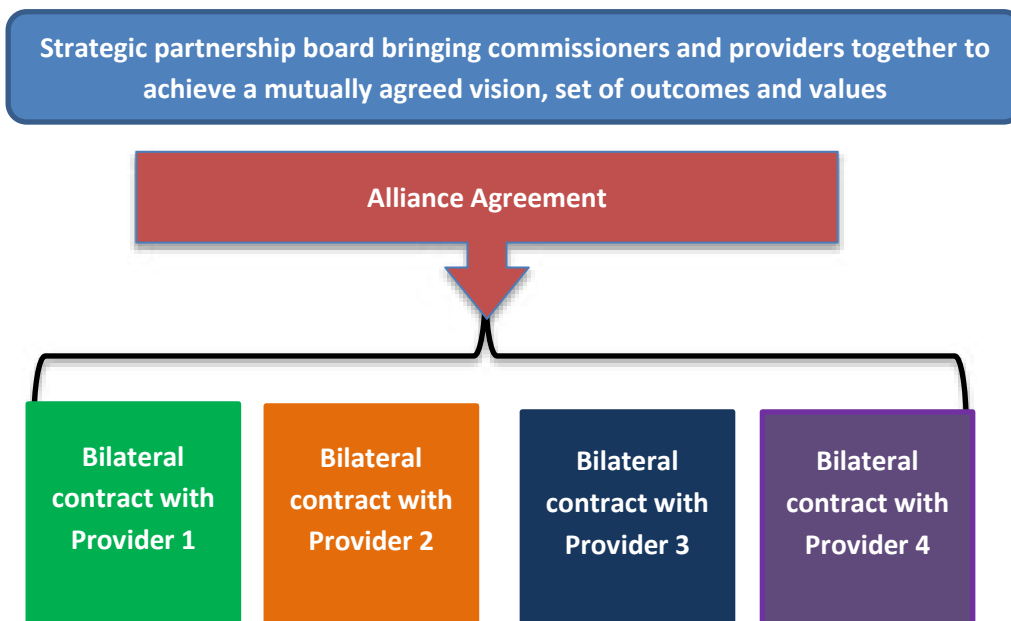 Strategic partnership board bringing commissioners and providers together to
achieve a mutually agreed vision, set of outcomes and values
Alliance Agreement
Bilateral
contract with
Provider 1
Bilateral
contract with
Provider 2
Bilateral
contract with
Provider 3
Bilateral
contract with
Provider 4